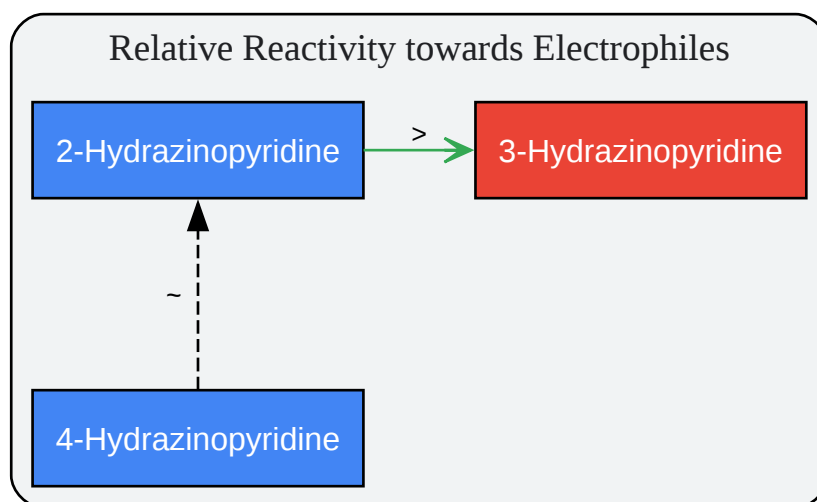 Relative Reactivity towards Electrophiles
2-Hydrazinopyridine
>
3-Hydrazinopyridine
~
4-Hydrazinopyridine